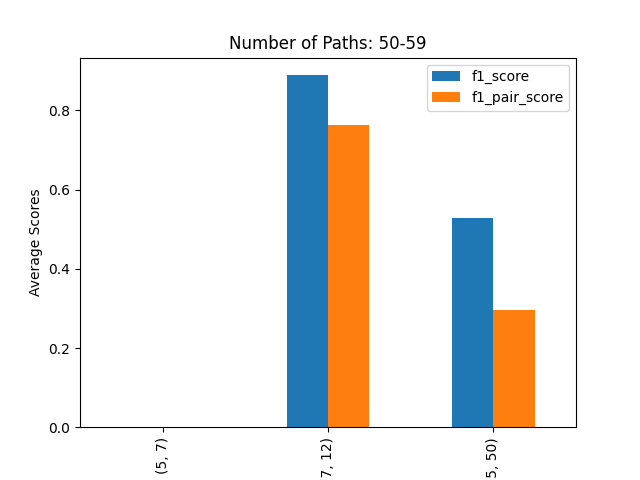 Number of Paths: 50-59
f1_score
f1_pair_score
Average Scores
0.8
0.6
0.4
0.2
0.0
(5, 7)
7, 12)
5, 50)